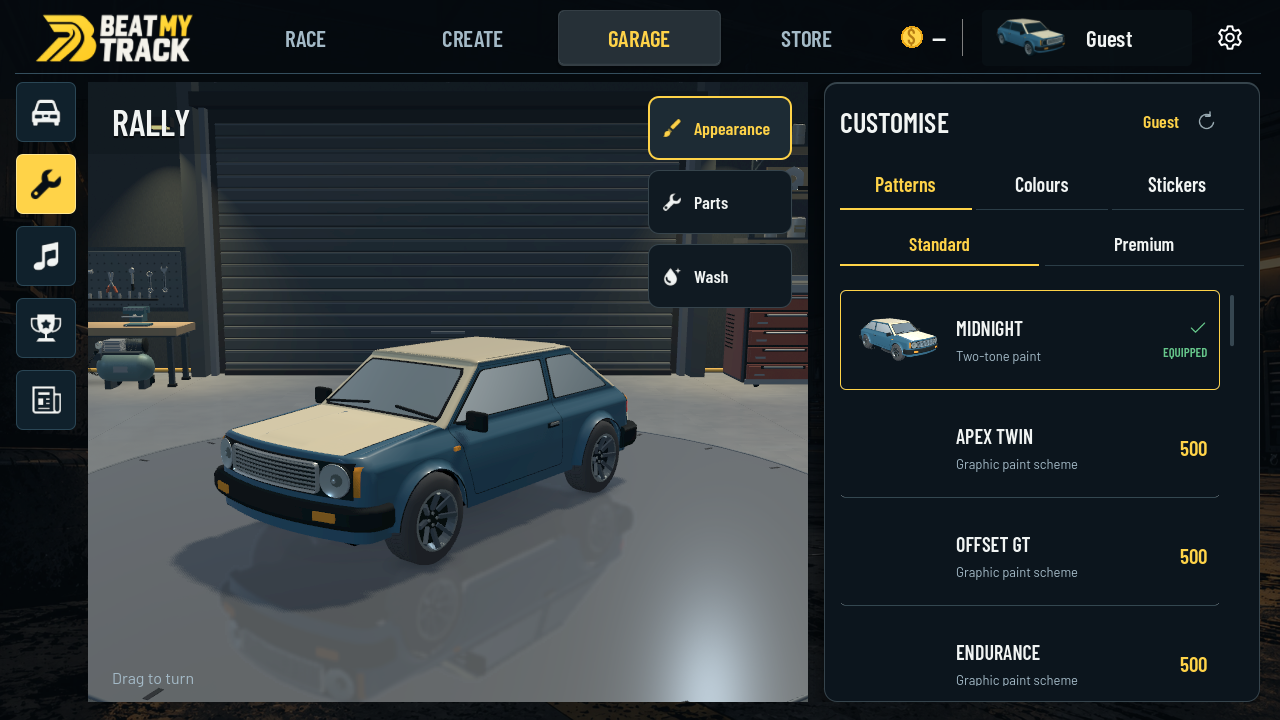 BEATMY
TRACK
RACE
CREATE
GARAGE
STORE
–
Guest
RALLY
Appearance
Parts
Wash
Drag to turn
CUSTOMISE
Guest
Patterns
Colours
Stickers
Standard
Premium
MIDNIGHT
Two-tone paint
EQUIPPED
APEX TWIN
Graphic paint scheme
500
OFFSET GT
Graphic paint scheme
500
ENDURANCE
Graphic paint scheme
500